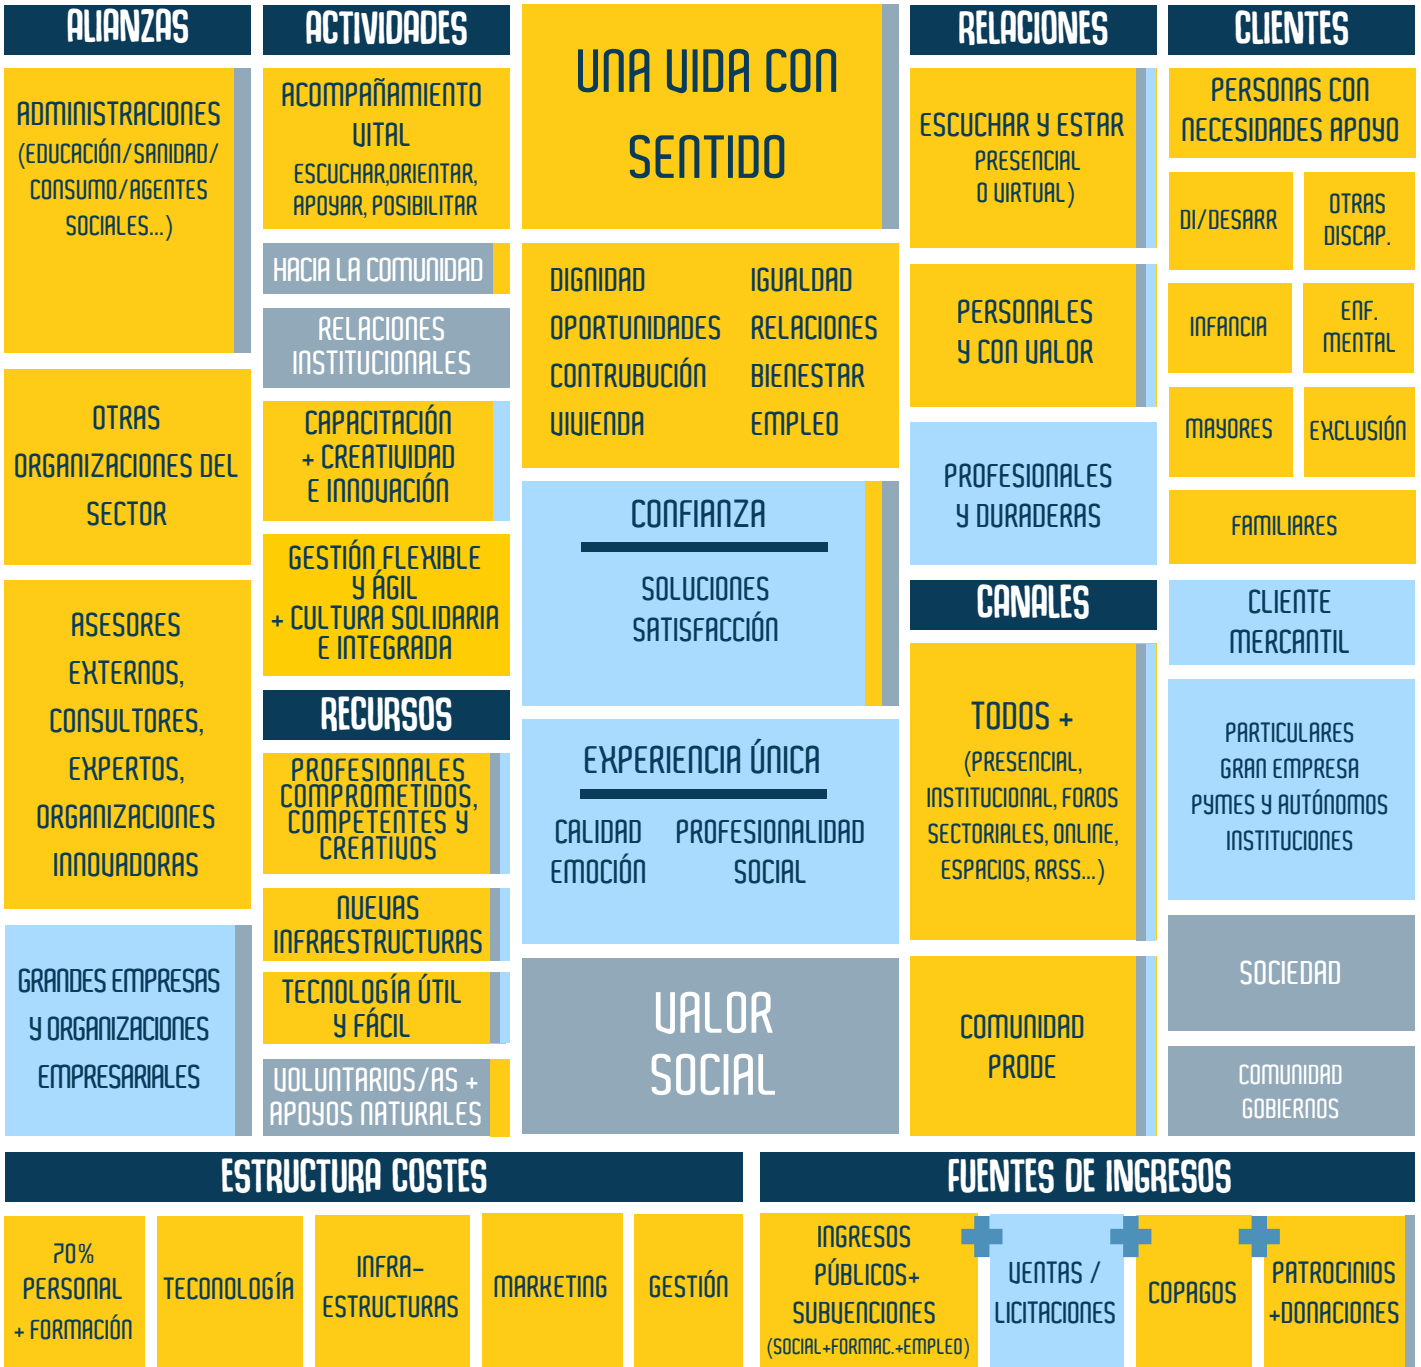 ALIANZAS
ADMINISTRACIONES
(EDUCACIÓN/SANIDAD/
CONSUMO/AGENTES
SOCIALES...)
OTRAS
ORGANIZACIONES DEL
SECTOR
ASESORES
EXTERNOS,
CONSULTORES,
EXPERTOS,
ORGANIZACIONES
INNOVADORAS
GRANDES EMPRESAS
Y ORGANIZACIONES
EMPRESARIALES
ACTIVIDADES
ACOMPAÑAMIENTO
VITAL
ESCUCHAR,ORIENTAR,
APOYAR, POSIBILITAR
HACIA LA COMUNIDAD
RELACIONES
INSTITUCIONALES
CAPACITACIÓN
+ CREATIVIDAD
E INNOVACIÓN
GESTIÓN FLEXIBLE
Y ÁGIL
+ CULTURA SOLIDARIA
E INTEGRADA
RECURSOS
PROFESIONALES
COMPROMETIDOS,
COMPETENTES Y
CREATIVOS
NUEVAS
INFRAESTRUCTURAS
TECNOLOGÍA ÚTIL
Y FÁCIL
VOLUNTARIOS/AS +
APOYOS NATURALES
UNA VIDA CON
SENTIDO
DIGNIDAD
OPORTUNIDADES
CONTRUBUCIÓN
VIVIENDA
IGUALDAD
RELACIONES
BIENESTAR
EMPLEO
CONFIANZA
SOLUCIONES
SATISFACCIÓN
EXPERIENCIA ÚNICA
CALIDAD
EMOCIÓN
PROFESIONALIDAD
SOCIAL
VALOR
SOCIAL
RELACIONES
ESCUCHAR Y ESTAR
PRESENCIAL
O VIRTUAL)
PERSONALES
Y CON VALOR
PROFESIONALES
Y DURADERAS
CANALES
TODOS +
(PRESENCIAL,
INSTITUCIONAL, FOROS
SECTORIALES, ONLINE,
ESPACIOS, RRSS...)
COMUNIDAD
PRODE
CLIENTES
PERSONAS CON
NECESIDADES APOYO
DI/DESARR
OTRAS
DISCAP.
INFANCIA
ENF.
MENTAL
MAYORES
EXCLUSIÓN
FAMILIARES
CLIENTE
MERCANTIL
PARTICULARES
GRAN EMPRESA
PYMES Y AUTÓNOMOS
INSTITUCIONES
SOCIEDAD
COMUNIDAD
GOBIERNOS
ESTRUCTURA COSTES
70%
PERSONAL
+ FORMACIÓN
TECONOLOGÍA
INFRA-
ESTRUCTURAS
MARKETING
GESTIÓN
FUENTES DE INGRESOS
INGRESOS
PÚBLICOS+
SUBVENCIONES
(SOCIAL+FORMAC.+EMPLEO)
VENTAS /
LICITACIONES
COPAGOS
PATROCINIOS
+DONACIONES